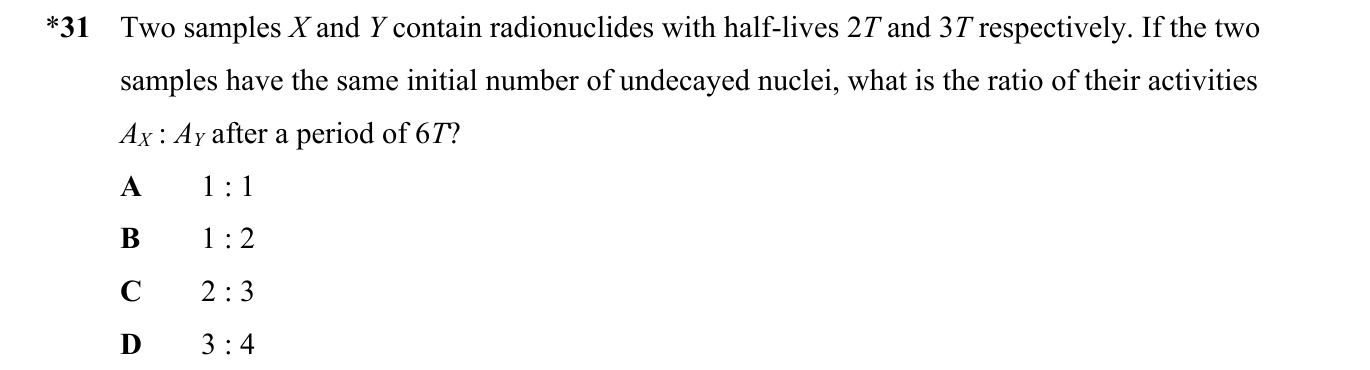 *31 Two samples X and Y contain radionuclides with half-lives 2T and 3T respectively. If the two
samples have the same initial number of undecayed nuclei, what is the ratio of their activities
AX : AY after a period of 6T?
A 1 : 1
B 1 : 2
C 2 : 3
D 3 : 4